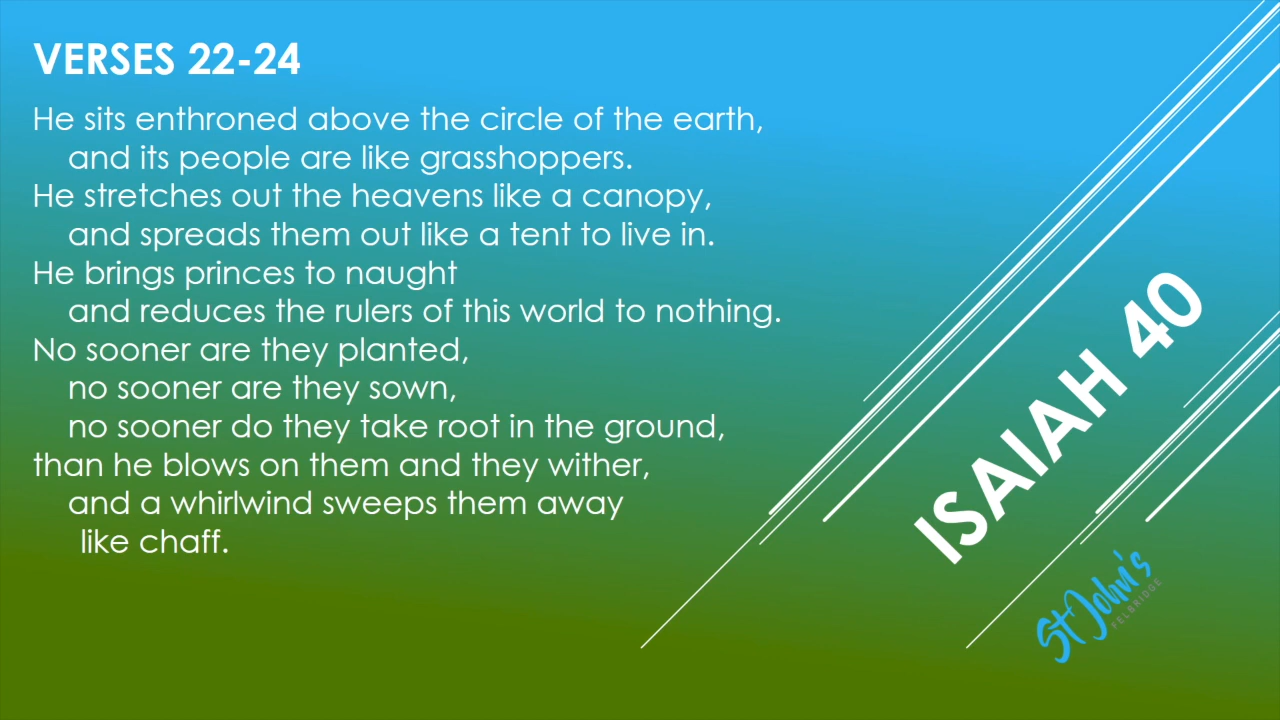 VERSES 22-24
He sits enthroned above the circle of the earth,
and its people are like grasshoppers.
He stretches out the heavens like a canopy,
and spreads them out like a tent to live in.
He brings princes to naught
and reduces the rulers of this world to nothing.
No sooner are they planted,
no sooner are they sown,
no sooner do they take root in the ground,
than he blows on them and they wither,
and a whirlwind sweeps them away
like chaff.
ISAIAH 40
St John's
FELBRIDGE